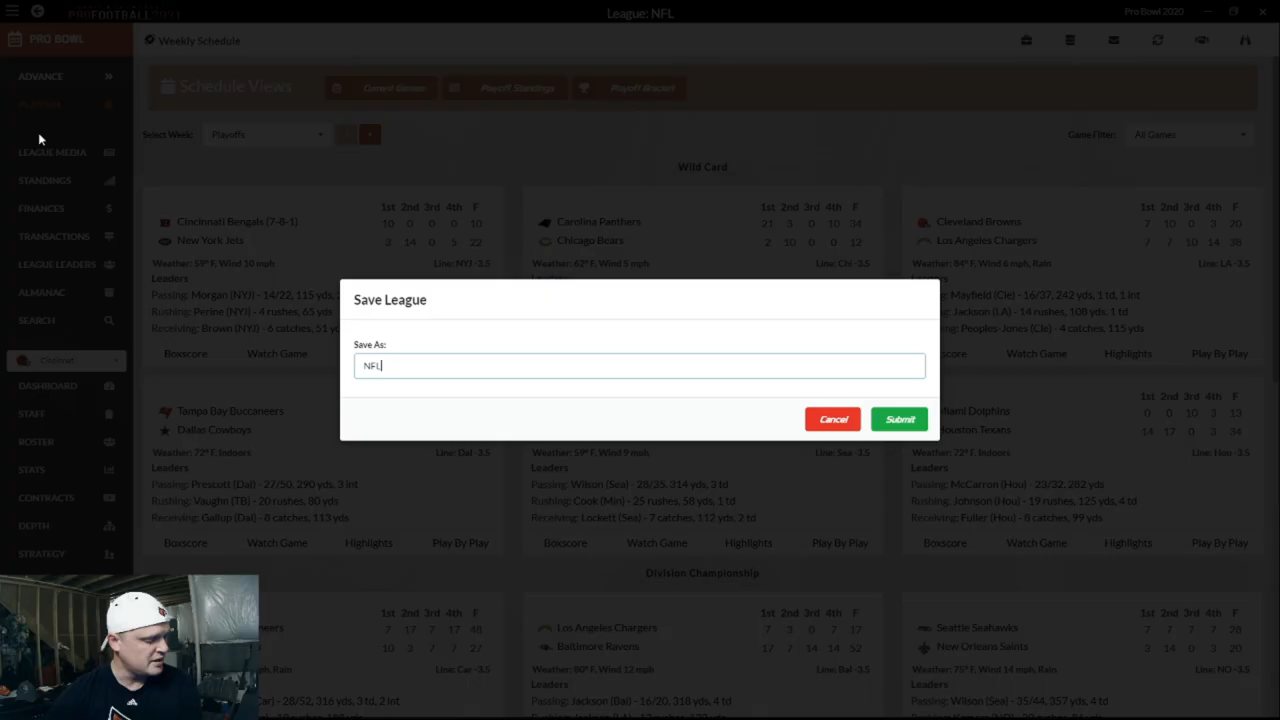 PROFOOTBALL2021
League: NFL
Pro Bowl 2020
PRO BOWL
Weekly Schedule
ADVANCE
Schedule Views
Current Games
Playoff Standings
Playoff Bracket
Select Week:
Playoffs
Game Filter:
All Games
LEAGUE MEDIA
STANDINGS
FINANCES
TRANSACTIONS
LEAGUE LEADERS
ALMANAC
SEARCH
DASHBOARD
STAFF
ROSTER
STATS
CONTRACTS
DEPTH
STRATEGY
Wild Card
1st 2nd 3rd 4th F
Cincinnati Bengals (7-8-1) 10 0 0 0 10
New York Jets 3 14 0 5 22
Weather: 59° F, Wind 10 mph Line: NYJ -3.5
Leaders
Passing: Morgan (NYJ) - 14/22, 115 yds,
Rushing: Perine (NYJ) - 4 rushes, 65 yds
Receiving: Brown (NYJ) - 6 catches, 51 y
Boxscore Watch Game
1st 2nd 3rd 4th F
Carolina Panthers 21 3 0 10 34
Chicago Bears 2 10 0 0 12
Weather: 62° F, Wind 5 mph Line: Chi -3.5
1st 2nd 3rd 4th F
Cleveland Browns 7 10 0 3 20
Los Angeles Chargers 7 7 10 14 38
Weather: 84° F, Wind 6 mph, Rain Line: LA -3.5
Leaders
Mayfield (Cle) - 16/37, 242 yds, 1 td, 1 int
Jackson (LA) - 14 rushes, 108 yds, 1 td
Peoples-Jones (Cle) - 4 catches, 115 yds
Highlights Play By Play
Save League
Save As:
NFL
Cancel
Submit
Tampa Bay Buccaneers
Dallas Cowboys
Weather: 72° F, Indoors Line: Dal -3.5
Leaders
Passing: Prescott (Dal) - 27/50, 290 yds, 3 int
Rushing: Vaughn (TB) - 20 rushes, 80 yds
Receiving: Gallup (Dal) - 8 catches, 113 yds
Boxscore Watch Game Highlights Play By Play
Weather: 59° F, Wind 9 mph Line: Sea -3.5
Leaders
Passing: Wilson (Sea) - 28/35, 314 yds, 3 td
Rushing: Cook (Min) - 25 rushes, 58 yds, 1 td
Receiving: Lockett (Sea) - 7 catches, 112 yds, 2 td
Boxscore Watch Game Highlights Play By Play
1st 2nd 3rd 4th F
Miami Dolphins 0 0 10 3 13
Houston Texans 14 17 0 3 34
Weather: 72° F, Indoors Line: Hou -3.5
Leaders
Passing: McCarron (Hou) - 23/32, 282 yds
Rushing: Johnson (Hou) - 19 rushes, 125 yds, 4 td
Receiving: Fuller (Hou) - 8 catches, 99 yds
Boxscore Watch Game Highlights Play By Play
Division Championship
1st 2nd 3rd 4th F
7 17 7 17 48
10 3 7 7 27
Rain Line: Car -3.5
28/52, 316 yds, 3 td, 2 int
1st 2nd 3rd 4th F
Los Angeles Chargers 7 3 0 7 17
Baltimore Ravens 17 7 14 14 52
Weather: 80° F, Wind 12 mph Line: Bal -3.5
Leaders
Passing: Jackson (Bal) - 16/20, 318 yds, 4 td
1st 2nd 3rd 4th F
Seattle Seahawks 7 7 7 7 28
New Orleans Saints 3 14 0 3 20
Weather: 75° F, Wind 14 mph, Rain Line: NO -3.5
Leaders
Passing: Wilson (Sea) - 35/44, 357 yds, 4 td